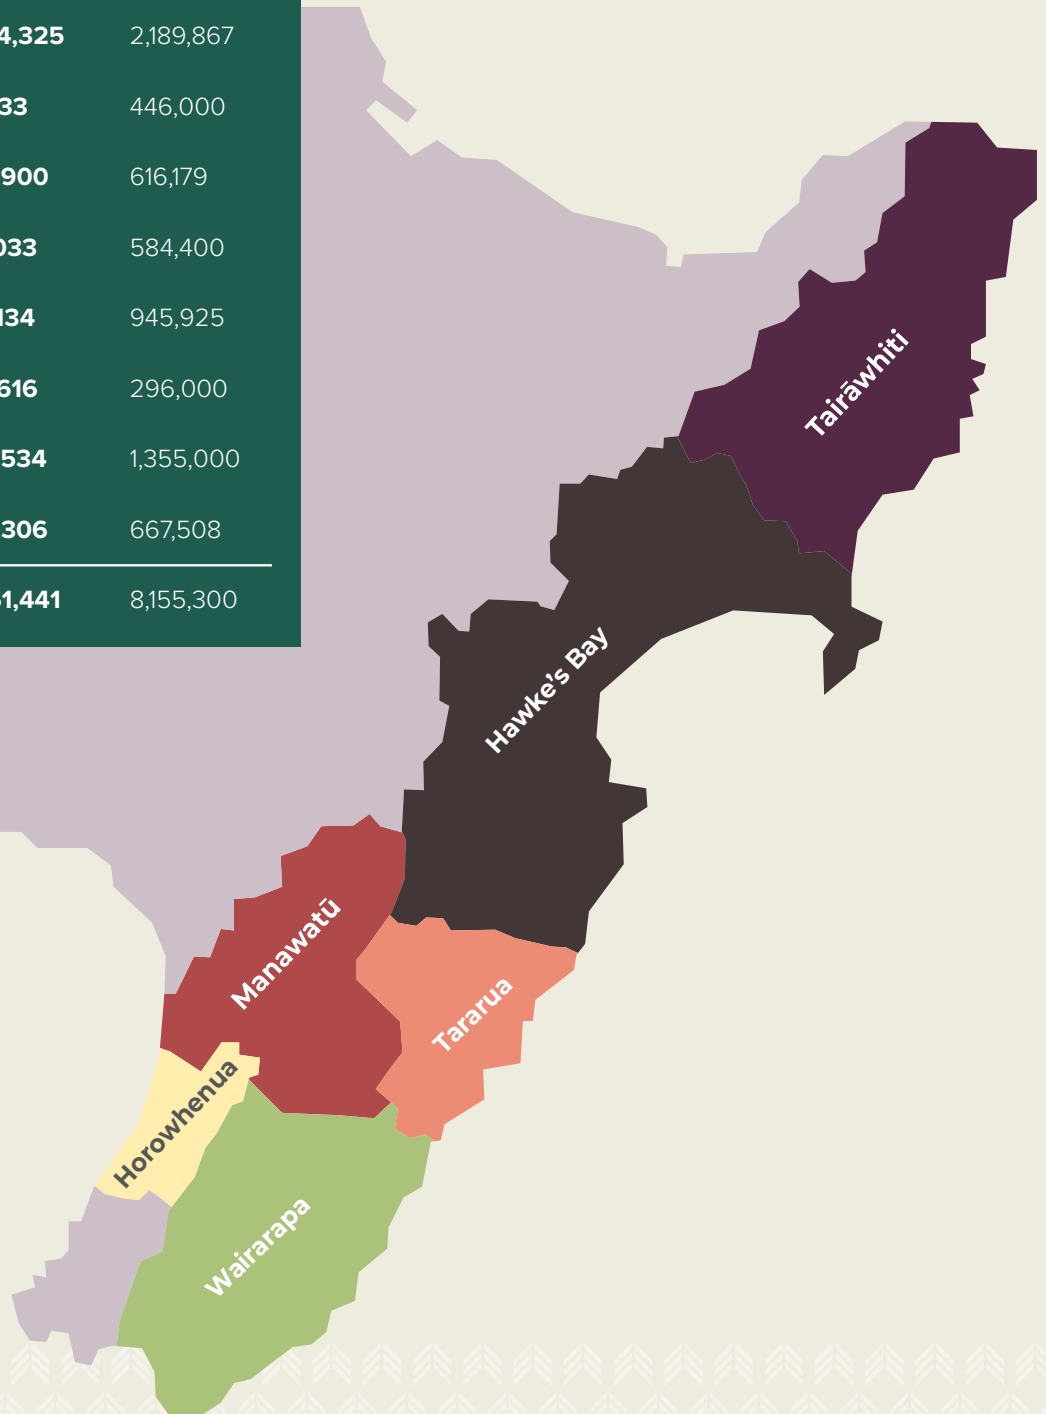 4,325 2,189,867
33 446,000
900 616,179
033 584,400
134 945,925
616 296,000
534 1,355,000
306 667,508
51,441 8,155,300
Tairāwhiti
Hawke's Bay
Manawatū
Tararua
Horowhenua
Wairarapa